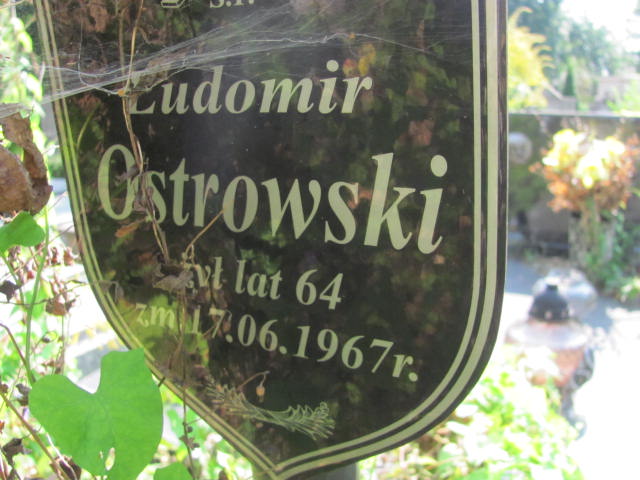 Ś.P.
Ludomir
Ostrowski
żył lat 64
zm 17.06.1967r.